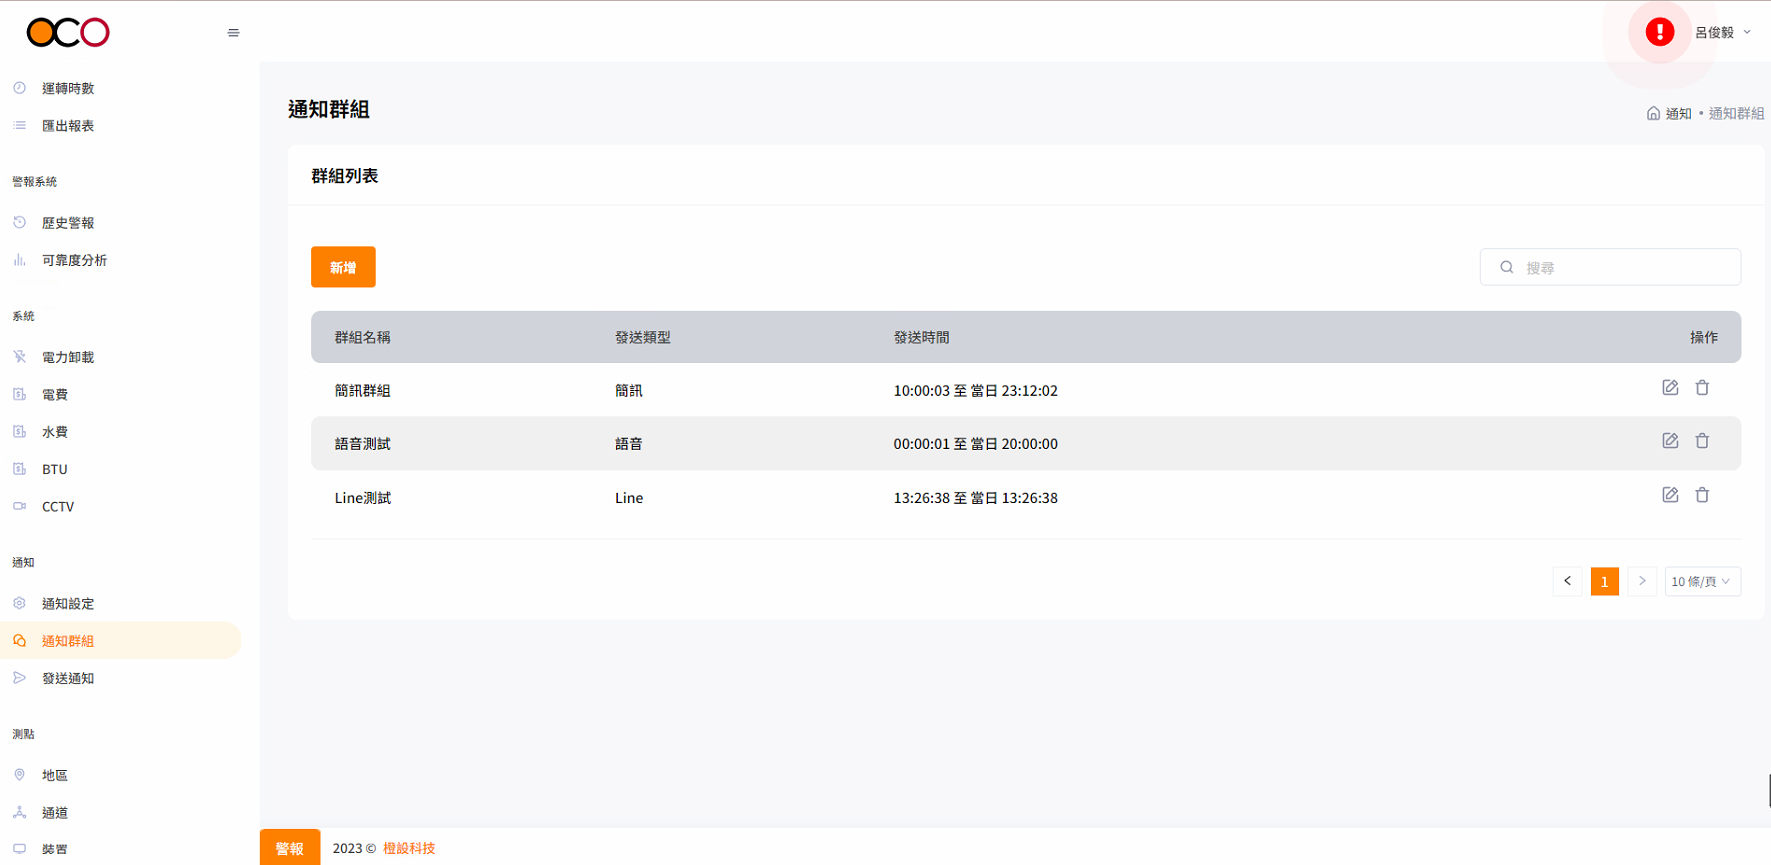 OCO
呂俊毅
運轉時數
匯出報表
警報系統
歷史警報
可靠度分析
系統
電力卸載
電費
水費
BTU
CCTV
通知
通知設定
通知群組
發送通知
測點
地區
通道
裝置
通知群組
通知 • 通知群組
群組列表
新增
搜尋
群組名稱 發送類型 發送時間 操作
簡訊群組 簡訊 10:00:03 至 當日 23:12:02
語音測試 語音 00:00:01 至 當日 20:00:00
Line測試 Line 13:26:38 至 當日 13:26:38
< 1 > 10 條/頁
警報 2023 © 橙設科技